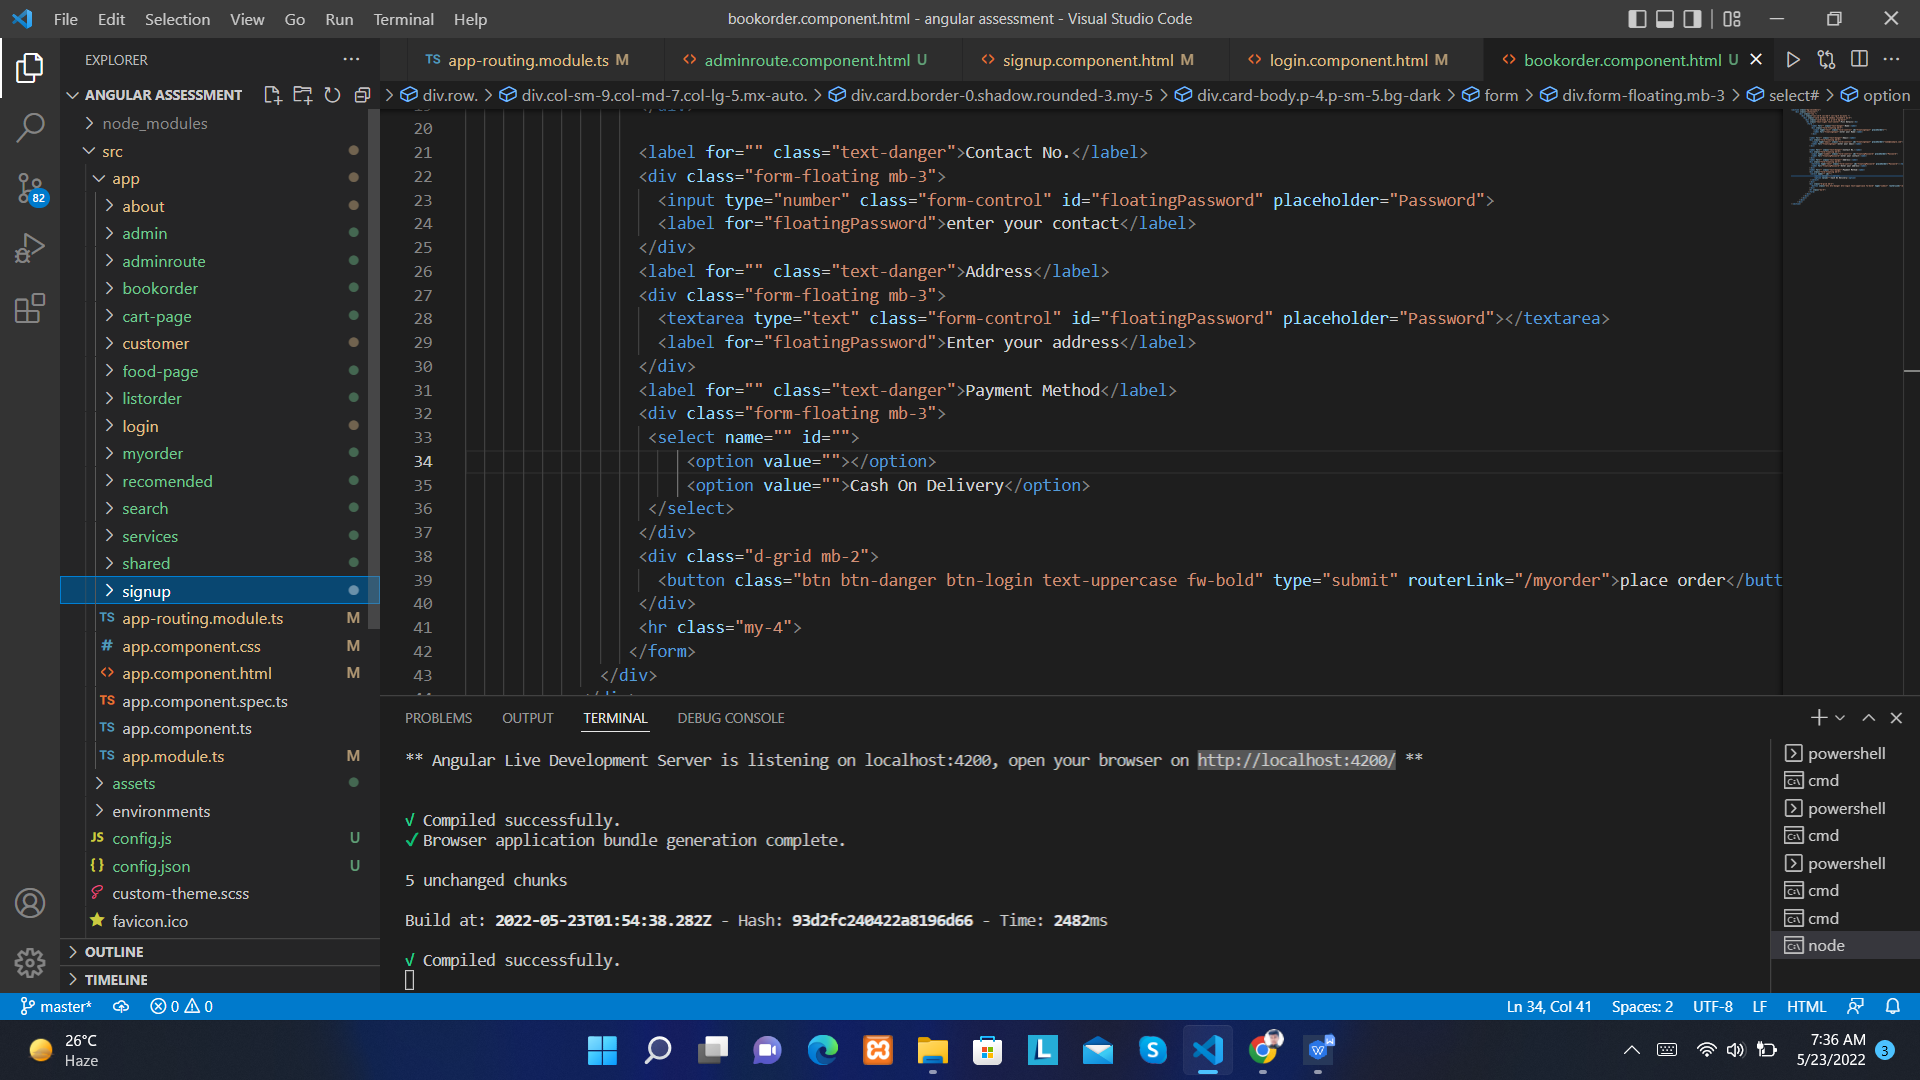 File Edit Selection View Go Run Terminal Help
bookorder.component.html - angular assessment - Visual Studio Code
EXPLORER
TS app-routing.module.ts M
<> adminroute.component.html U
<> signup.component.html M
<> login.component.html M
<> bookorder.component.html U
ANGULAR ASSESSMENT
div.row. > div.col-sm-9.col-md-7.col-lg-5.mx-auto. > div.card.border-0.shadow.rounded-3.my-5 > div.card-body.p-4.p-sm-5.bg-dark > form > div.form-floating.mb-3 > select# > option
node_modules
src
app
about
admin
adminroute
bookorder
cart-page
customer
food-page
listorder
login
myorder
recomended
search
services
shared
signup
TS app-routing.module.ts M
# app.component.css M
<> app.component.html M
TS app.component.spec.ts
TS app.component.ts
TS app.module.ts M
assets
environments
JS config.js U
{} config.json U
custom-theme.scss
favicon.ico
OUTLINE
TIMELINE
82
20
21 <label for="" class="text-danger">Contact No.</label>
22 <div class="form-floating mb-3">
23 <input type="number" class="form-control" id="floatingPassword" placeholder="Password">
24 <label for="floatingPassword">enter your contact</label>
25 </div>
26 <label for="" class="text-danger">Address</label>
27 <div class="form-floating mb-3">
28 <textarea type="text" class="form-control" id="floatingPassword" placeholder="Password"></textarea>
29 <label for="floatingPassword">Enter your address</label>
30 </div>
31 <label for="" class="text-danger">Payment Method</label>
32 <div class="form-floating mb-3">
33 <select name="" id="">
34 <option value=""></option>
35 <option value="">Cash On Delivery</option>
36 </select>
37 </div>
38 <div class="d-grid mb-2">
39 <button class="btn btn-danger btn-login text-uppercase fw-bold" type="submit" routerLink="/myorder">place order</butt
40 </div>
41 <hr class="my-4">
42 </form>
43 </div>
PROBLEMS OUTPUT TERMINAL DEBUG CONSOLE
** Angular Live Development Server is listening on localhost:4200, open your browser on http://localhost:4200/ **
√ Compiled successfully.
✓ Browser application bundle generation complete.
5 unchanged chunks
Build at: 2022-05-23T01:54:38.282Z - Hash: 93d2fc240422a8196d66 - Time: 2482ms
√ Compiled successfully.
powershell
cmd
powershell
cmd
powershell
cmd
cmd
node
master* 0 0
Ln 34, Col 41 Spaces: 2 UTF-8 LF HTML
26°C
Haze
7:36 AM
5/23/2022
3